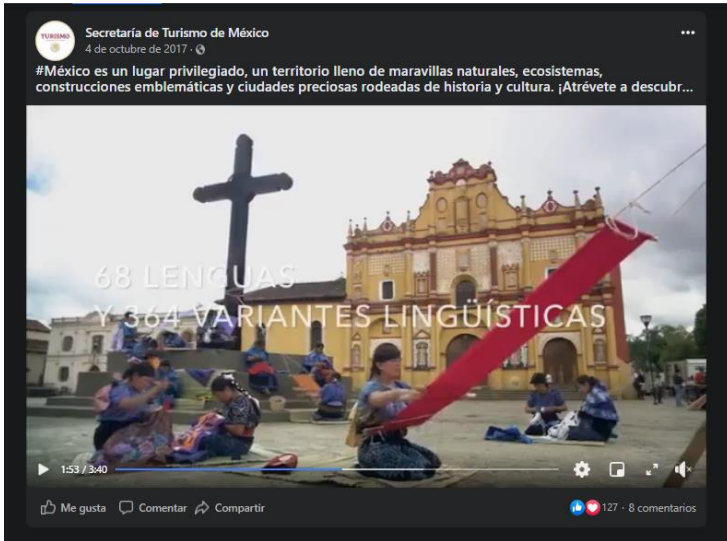 TURISMO
Secretaría de Turismo de México
4 de octubre de 2017 ·
#México es un lugar privilegiado, un territorio lleno de maravillas naturales, ecosistemas,
construcciones emblemáticas y ciudades preciosas rodeadas de historia y cultura. ¡Atrévete a descubr...
68 LENGUAS
Y 364 VARIANTES LINGÜÍSTICAS
1:53 / 3:40
Me gusta Comentar Compartir 127 · 8 comentarios